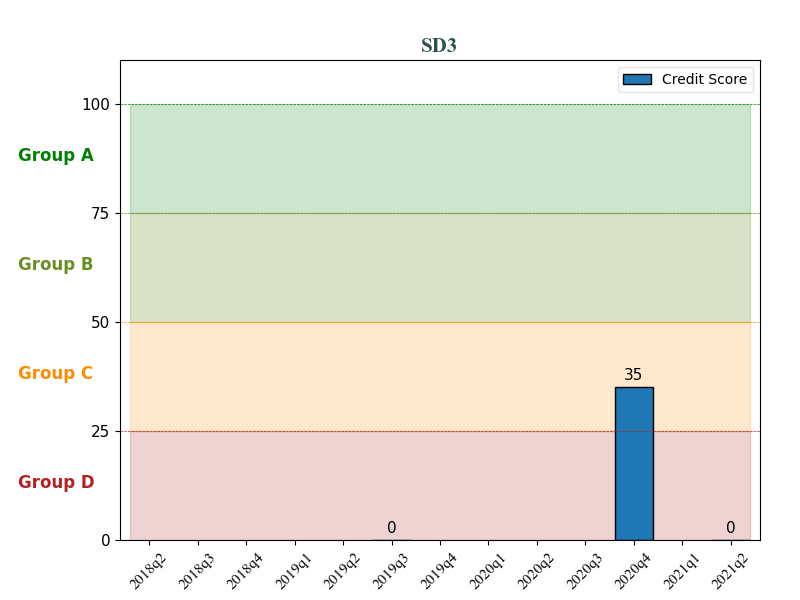 SD3
Credit Score
100
Group A
75
Group B
50
Group C
35
25
Group D
0
0
0
2018q2
2018q3
2018q4
2019q1
2019q2
2019q3
2019q4
2020q1
2020q2
2020q3
2020q4
2021q1
2021q2